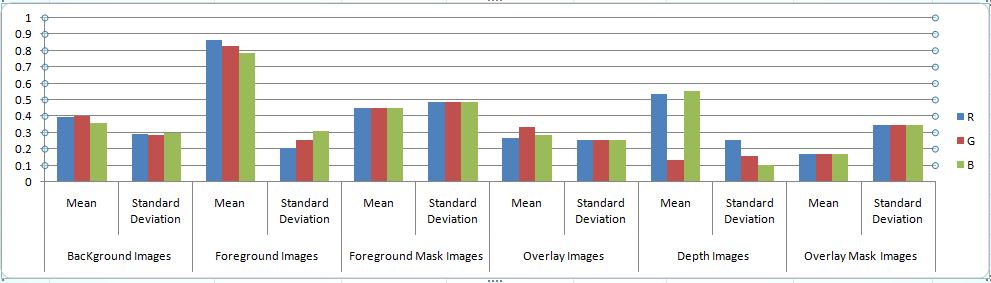 1
0.9
0.8
0.7
0.6
0.5
0.4
0.3
0.2
0.1
0
R
G
B
Mean
Standard
Deviation
Mean
Standard
Deviation
Mean
Standard
Deviation
Mean
Standard
Deviation
Mean
Standard
Deviation
Mean
Standard
Deviation
BacKground Images
Foreground Images
Foreground Mask Images
Overlay Images
Depth Images
Overlay Mask Images